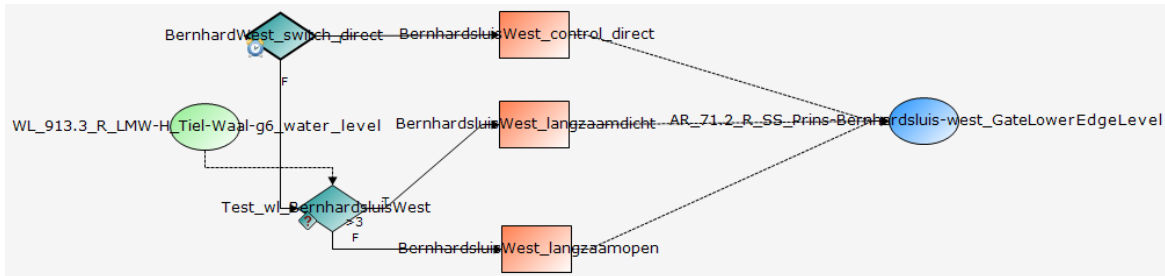 BernhardWest_switch_direct
BernhardsluisWest_control_direct
F
WL_913.3_R_LMW-H_Tiel-Waal-g6_water_level
BernhardsluisWest_langzaamdicht
AR_71.2_R_SS_Prins-Bernhardsluis-west_GateLowerEdgeLevel
T
Test_wl_BernhardsluisWest
?
>3
F
BernhardsluisWest_langzaamopen